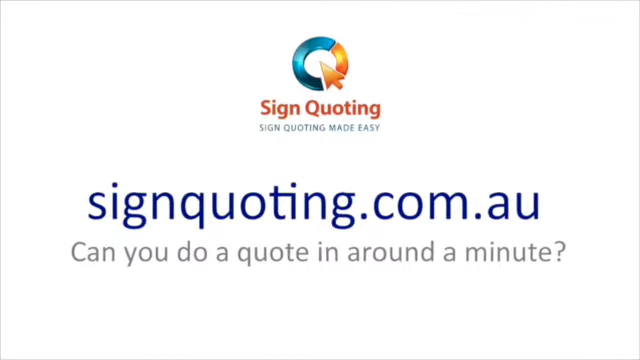 Sign Quoting
SIGN QUOTING MADE EASY
signquoting.com.au
Can you do a quote in around a minute?